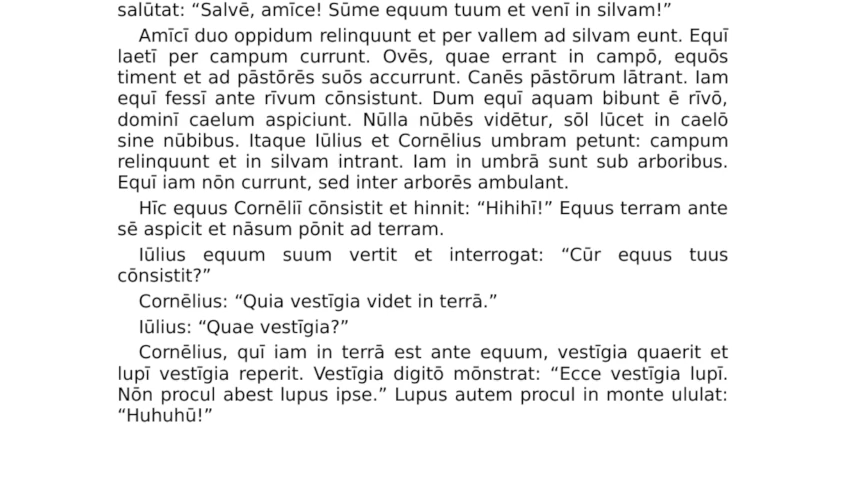 salūtat: “Salvē, amīce! Sūme equum tuum et venī in silvam!”
Amīcī duo oppidum relinquunt et per vallem ad silvam eunt. Equī
laetī per campum currunt. Ovēs, quae errant in campō, equōs
timent et ad pāstōrēs suōs accurrunt. Canēs pāstōrum lātrant. Iam
equī fessī ante rīvum cōnsistunt. Dum equī aquam bibunt ē rīvō,
dominī caelum aspiciunt. Nūlla nūbēs vidētur, sōl lūcet in caelō
sine nūbibus. Itaque Iūlius et Cornēlius umbram petunt: campum
relinquunt et in silvam intrant. Iam in umbrā sunt sub arboribus.
Equī iam nōn currunt, sed inter arborēs ambulant.
Hīc equus Cornēliī cōnsistit et hinnit: “Hihihī!” Equus terram ante
sē aspicit et nāsum pōnit ad terram.
Iūlius equum suum vertit et interrogat: “Cūr equus tuus
cōnsistit?”
Cornēlius: “Quia vestīgia videt in terrā.”
Iūlius: “Quae vestīgia?”
Cornēlius, quī iam in terrā est ante equum, vestīgia quaerit et
lupī vestīgia reperit. Vestīgia digitō mōnstrat: “Ecce vestīgia lupī.
Nōn procul abest lupus ipse.” Lupus autem procul in monte ululat:
“Huhuhū!”